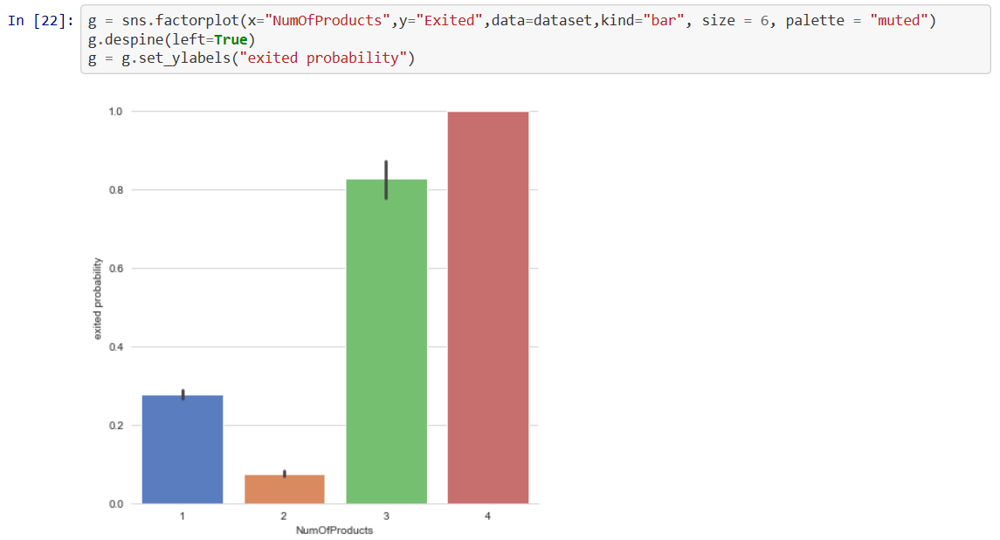 In [22]: g = sns.factorplot(x="NumOfProducts",y="Exited",data=dataset,kind="bar", size = 6, palette = "muted")
g.despine(left=True)
g = g.set_ylabels("exited probability")
1.0
0.8
0.6
0.4
0.2
0.0
exited probability
1 2 3 4
NumOfProducts